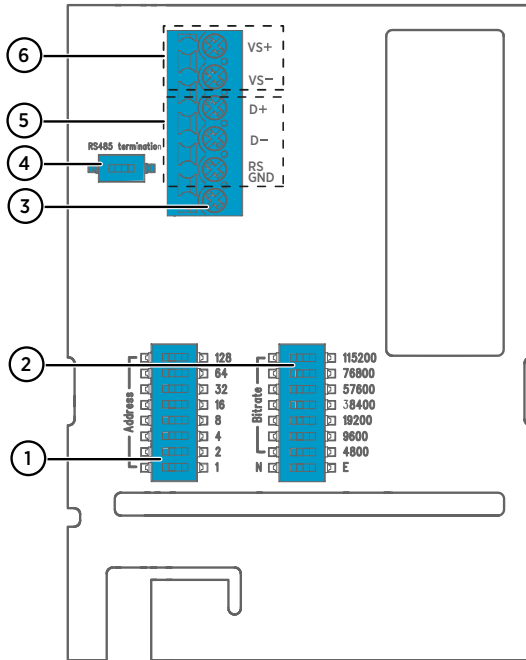 6
VS+
VS−
5
D+
D−
RS485 termination
4
RS
GND
3
2
128
115200
64
76800
32
57600
16
38400
8
19200
4
9600
2
4800
1
N
E
Address
Bitrate
1